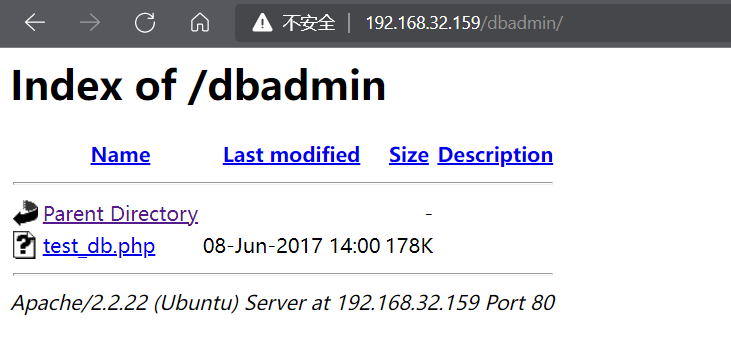 不安全 | 192.168.32.159/dbadmin/
Index of /dbadmin
Name Last modified Size Description
Parent Directory -
test_db.php 08-Jun-2017 14:00 178K
Apache/2.2.22 (Ubuntu) Server at 192.168.32.159 Port 80